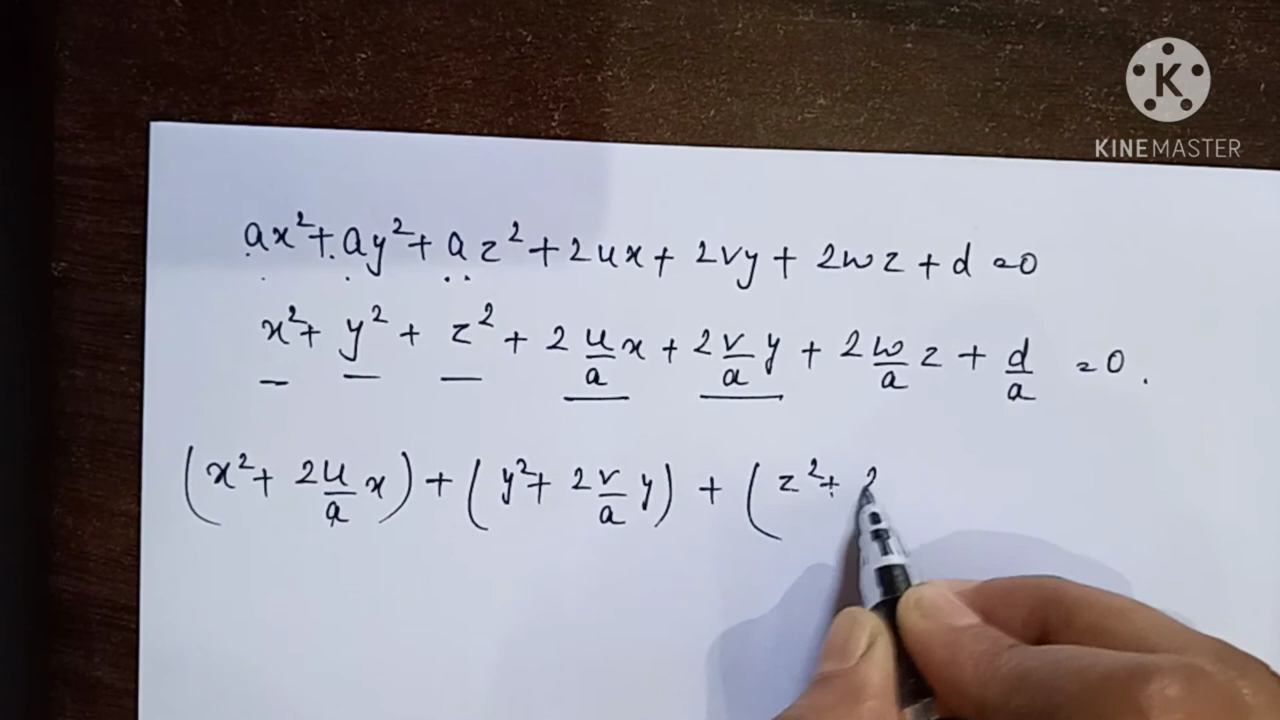 K
KINEMASTER
ax² + ay² + az² + 2ux + 2vy + 2wz + d = 0
x² + y² + z² + 2 u/a x + 2 v/a y + 2 w/a z + d/a = 0.
(x² + 2 u/a x) + (y² + 2 v/a y) + (z² + 2